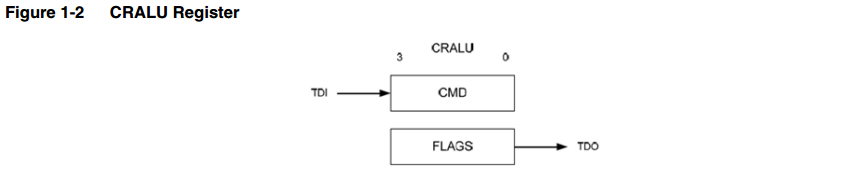 Figure 1-2 CRALU Register
CRALU
3 0
TDI CMD
FLAGS TDO